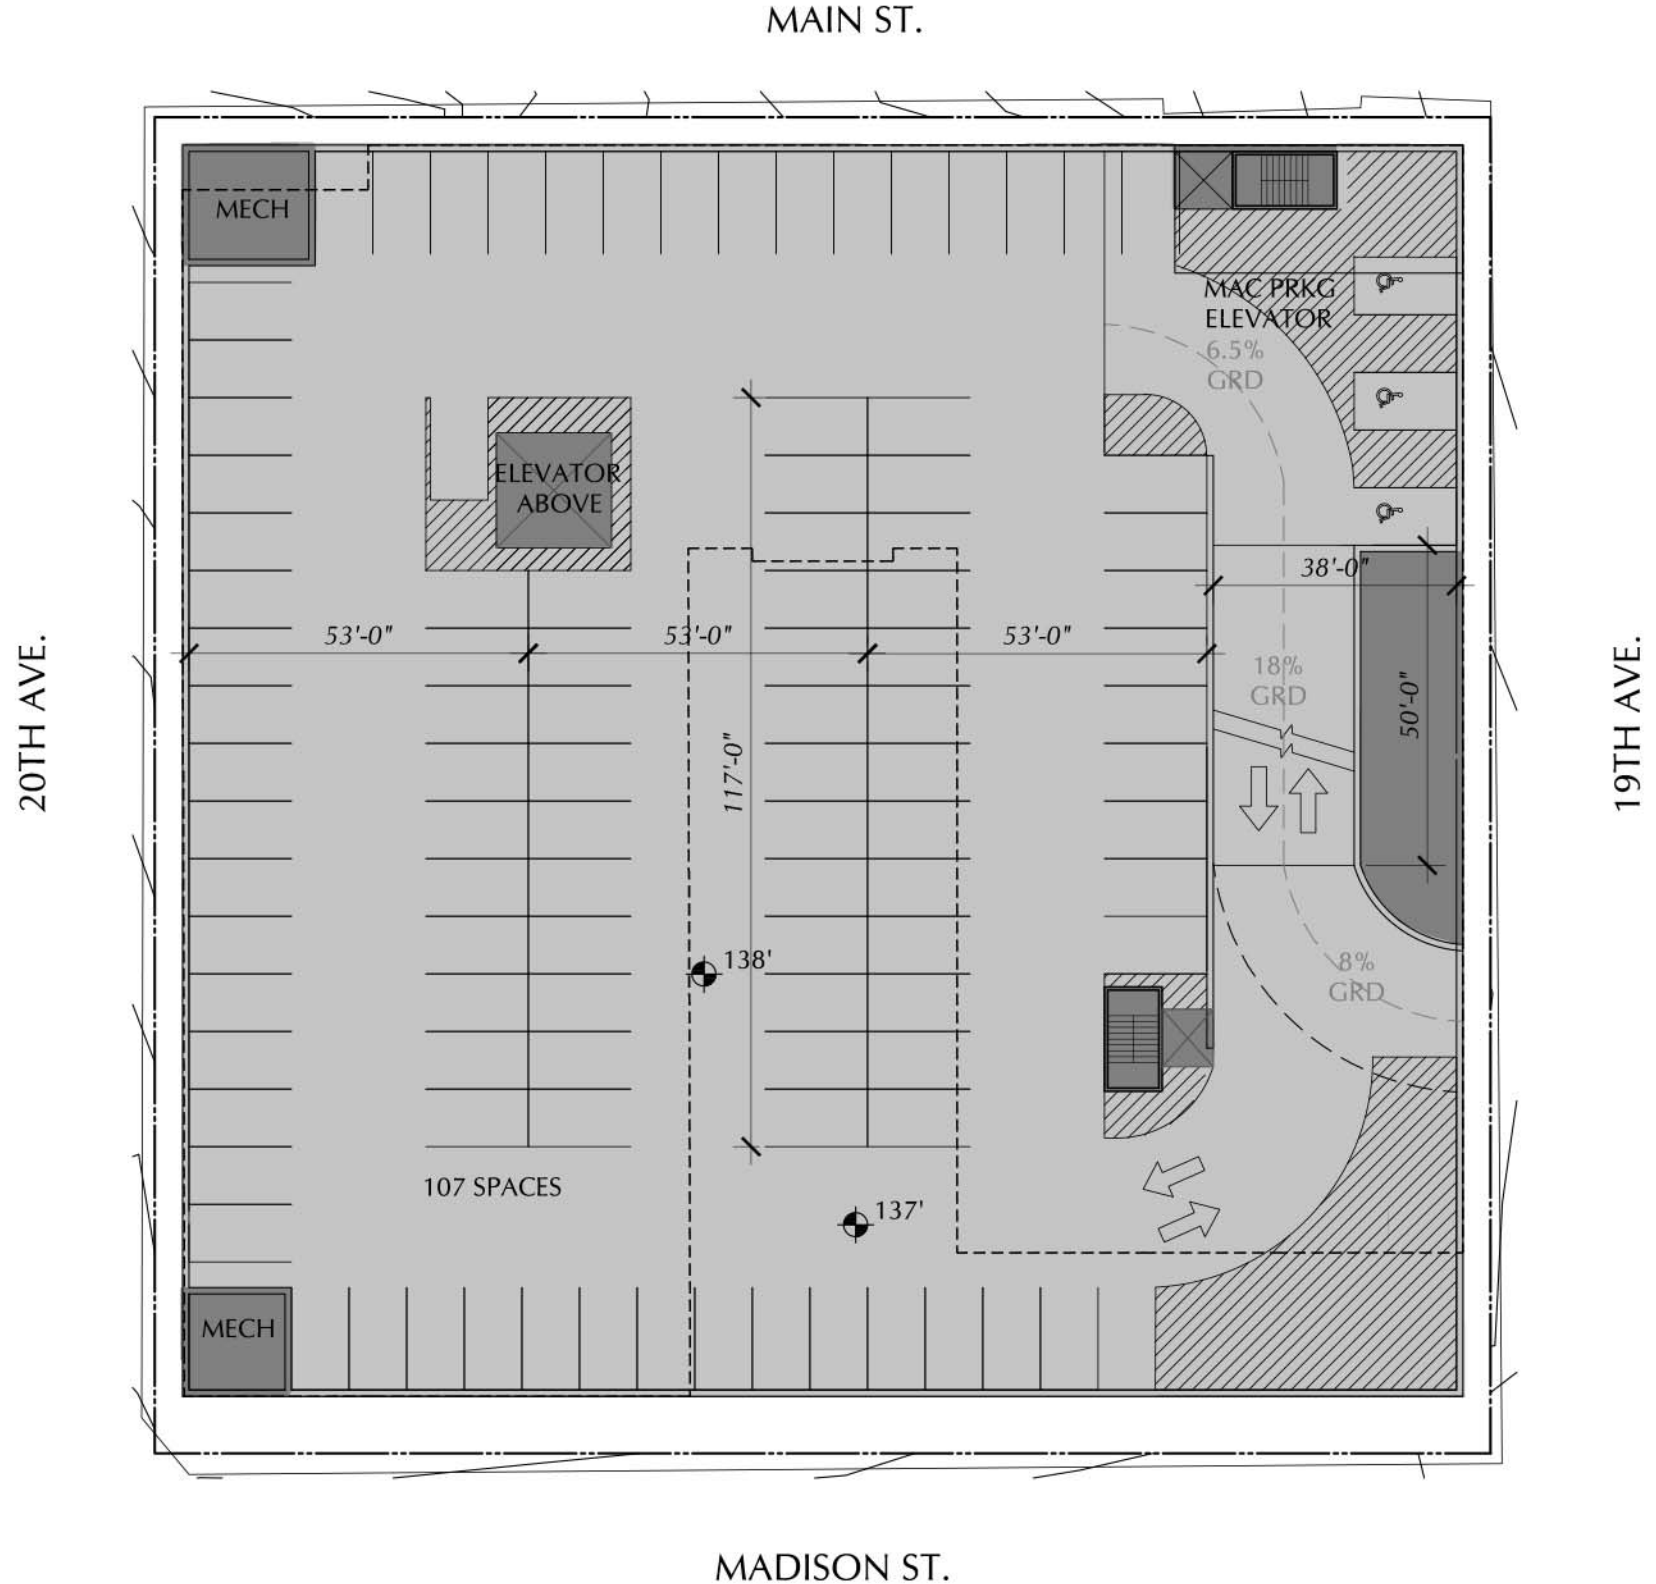 MAIN ST.
MECH
MAC PRKG
ELEVATOR
6.5%
GRD
ELEVATOR
ABOVE
38'-0"
53'-0"
53'-0"
53'-0"
18%
GRD
50'-0"
20TH AVE.
19TH AVE.
117'-0"
138'
8%
GRD
107 SPACES
137'
MECH
MADISON ST.